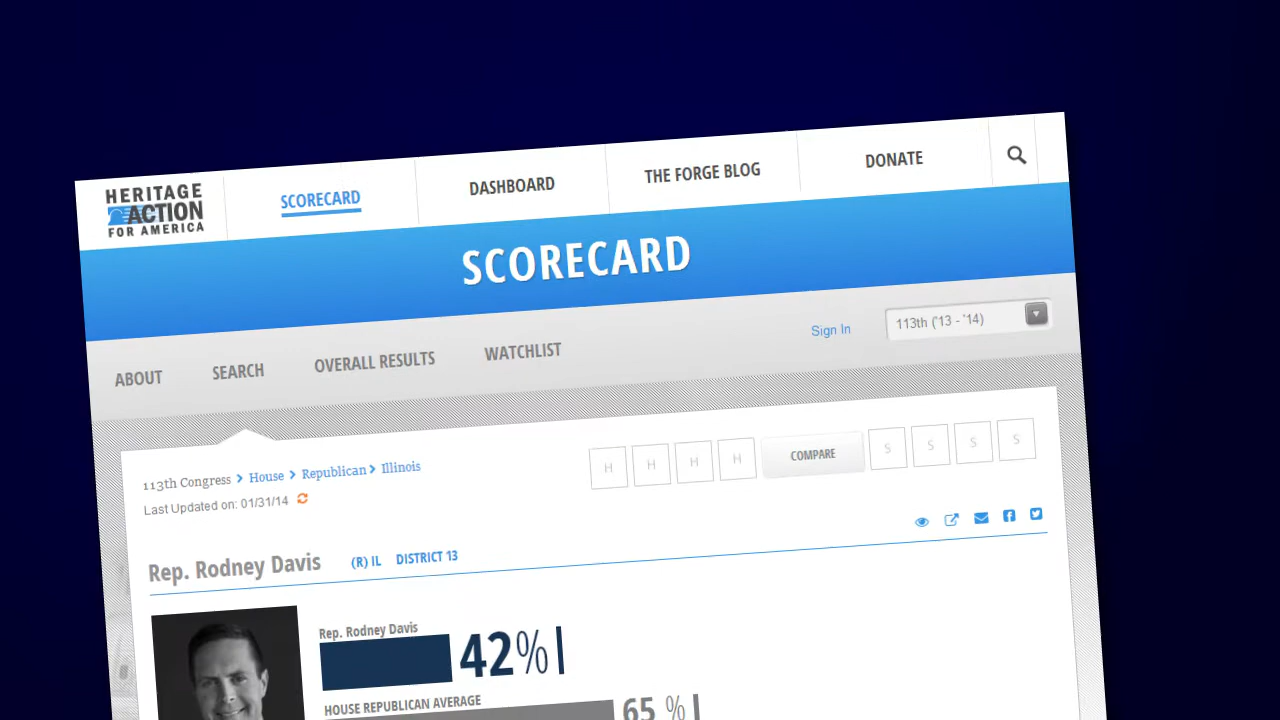 HERITAGE
ACTION
FOR AMERICA
SCORECARD
DASHBOARD
THE FORGE BLOG
DONATE
SCORECARD
Sign In
113th ('13 - '14)
ABOUT
SEARCH
OVERALL RESULTS
WATCHLIST
113th Congress > House > Republican > Illinois
Last Updated on: 01/31/14
H
H
H
H
COMPARE
S
S
S
S
Rep. Rodney Davis
(R) IL
DISTRICT 13
Rep. Rodney Davis
42%
HOUSE REPUBLICAN AVERAGE
65 %